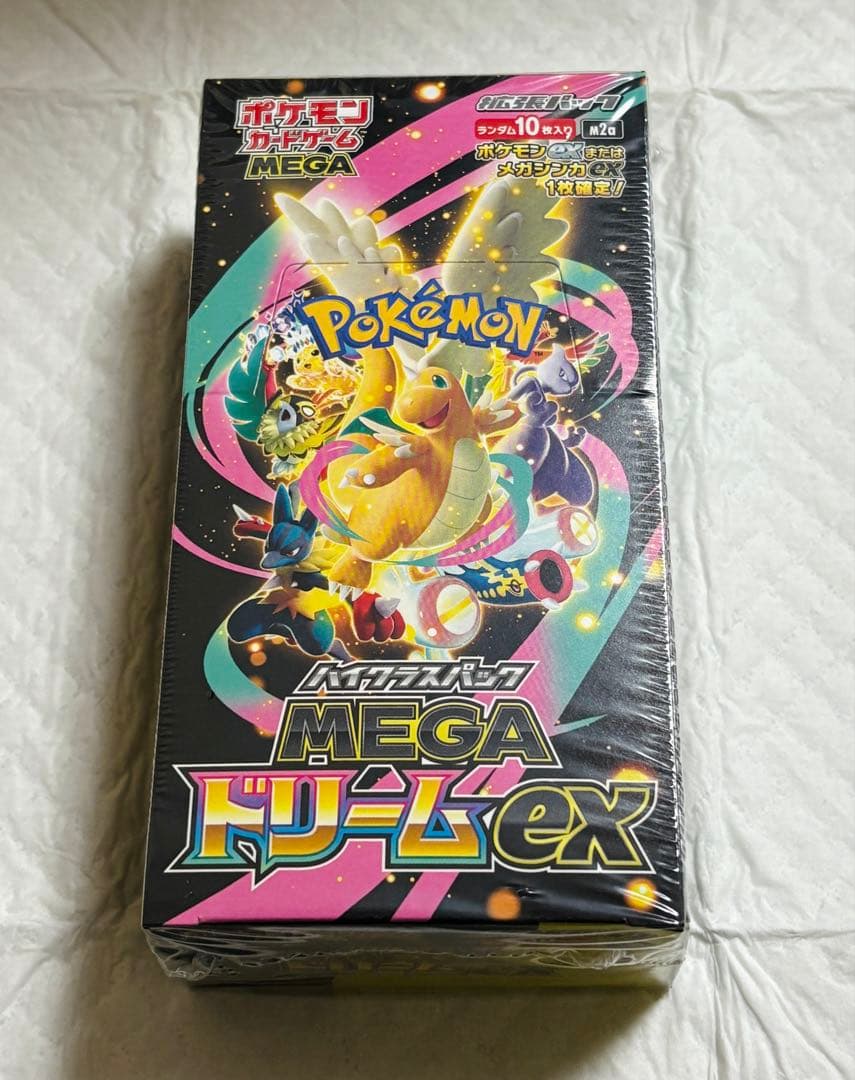 ポケモン
カードゲーム
MEGA
拡張パック
ランダム10枚入り
M2a
ポケモンexまたは
メガシンカex
1枚確定!
POKéMON
TM
ハイクラスパック
MEGA
ドリームex